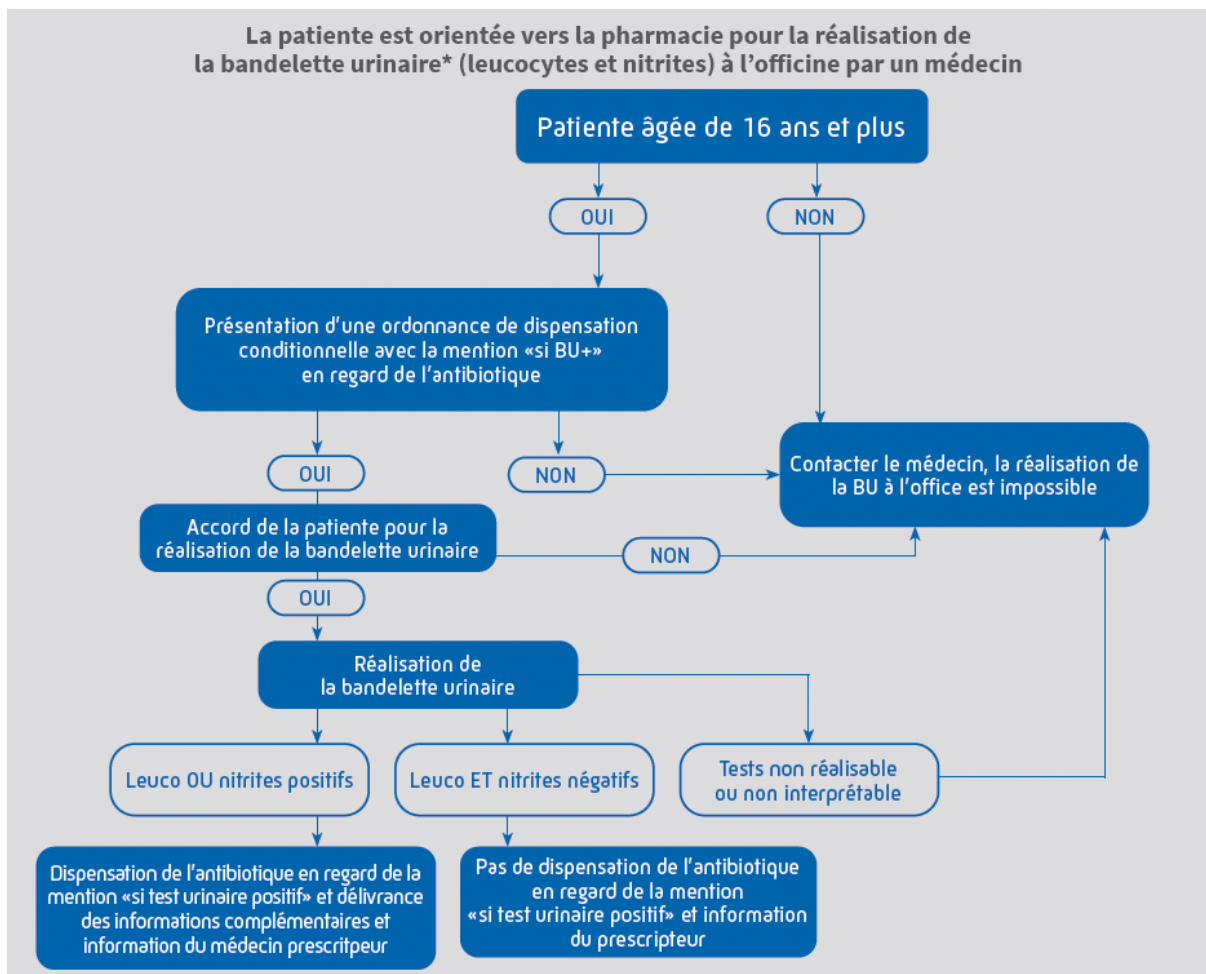 La patiente est orientée vers la pharmacie pour la réalisation de
la bandelette urinaire* (leucocytes et nitrites) à l'officine par un médecin
Patiente âgée de 16 ans et plus
OUI
NON
Présentation d'une ordonnance de dispensation
conditionnelle avec la mention «si BU+»
en regard de l'antibiotique
OUI
NON
Contacter le médecin, la réalisation de
la BU à l'office est impossible
Accord de la patiente pour la
réalisation de la bandelette urinaire
NON
OUI
Réalisation de
la bandelette urinaire
Leuco OU nitrites positifs
Leuco ET nitrites négatifs
Tests non réalisable
ou non interprétable
Dispensation de l'antibiotique en regard de la
mention «si test urinaire positif» et délivrance
des informations complémentaires et
information du médecin prescritpeur
Pas de dispensation de l'antibiotique
en regard de la mention
«si test urinaire positif» et information
du prescripteur